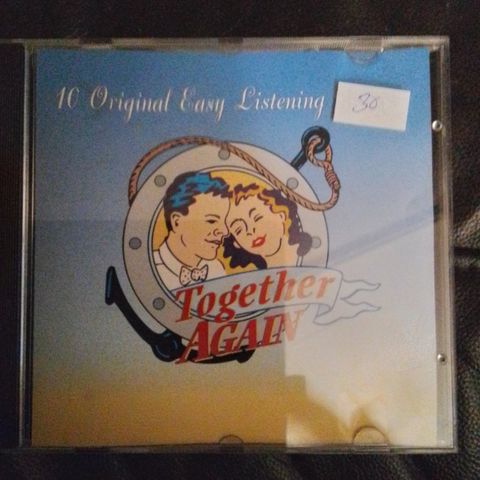 10 Original Easy Listening
30
Together
AGAIN